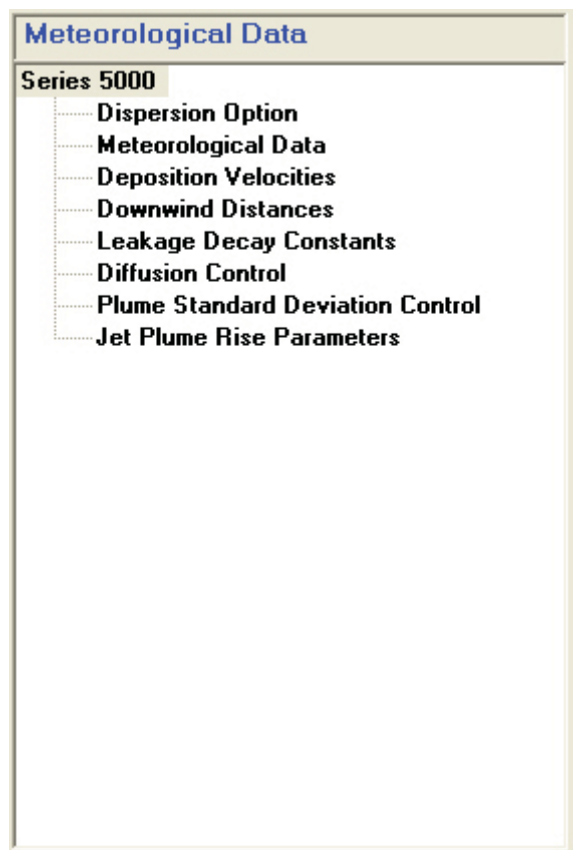 Meteorological Data
Series 5000
Dispersion Option
Meteorological Data
Deposition Velocities
Downwind Distances
Leakage Decay Constants
Diffusion Control
Plume Standard Deviation Control
Jet Plume Rise Parameters